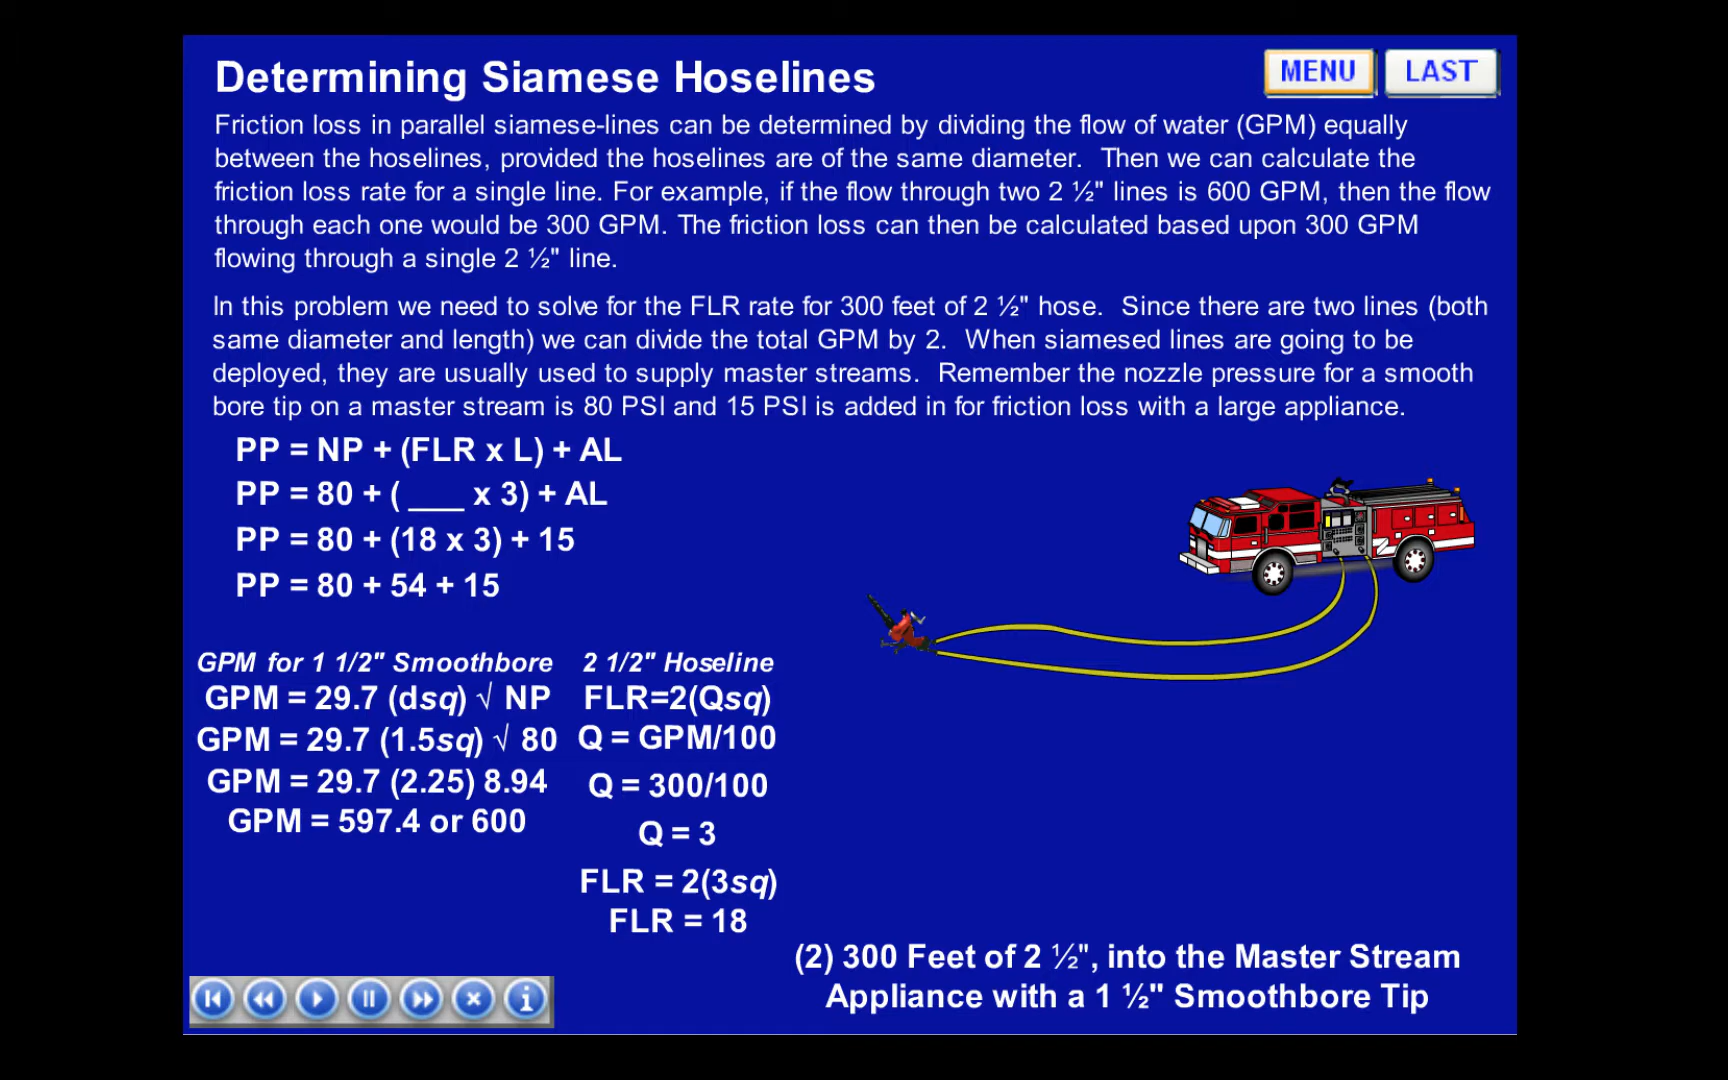 Determining Siamese Hoselines
MENU
LAST
Friction loss in parallel siamese-lines can be determined by dividing the flow of water (GPM) equally
between the hoselines, provided the hoselines are of the same diameter.  Then we can calculate the
friction loss rate for a single line. For example, if the flow through two 2 ½" lines is 600 GPM, then the flow
through each one would be 300 GPM. The friction loss can then be calculated based upon 300 GPM
flowing through a single 2 ½" line.
In this problem we need to solve for the FLR rate for 300 feet of 2 ½" hose.  Since there are two lines (both
same diameter and length) we can divide the total GPM by 2.  When siamesed lines are going to be
deployed, they are usually used to supply master streams.  Remember the nozzle pressure for a smooth
bore tip on a master stream is 80 PSI and 15 PSI is added in for friction loss with a large appliance.
PP = NP + (FLR x L) + AL
PP = 80 + ( ___ x 3) + AL
PP = 80 + (18 x 3) + 15
PP = 80 + 54 + 15
GPM for 1 1/2" Smoothbore
GPM = 29.7 (dsq) √ NP
GPM = 29.7 (1.5sq) √ 80
GPM = 29.7 (2.25) 8.94
GPM = 597.4 or 600
2 1/2" Hoseline
FLR=2(Qsq)
Q = GPM/100
Q = 300/100
Q = 3
FLR = 2(3sq)
FLR = 18
(2) 300 Feet of 2 ½", into the Master Stream
Appliance with a 1 ½" Smoothbore Tip